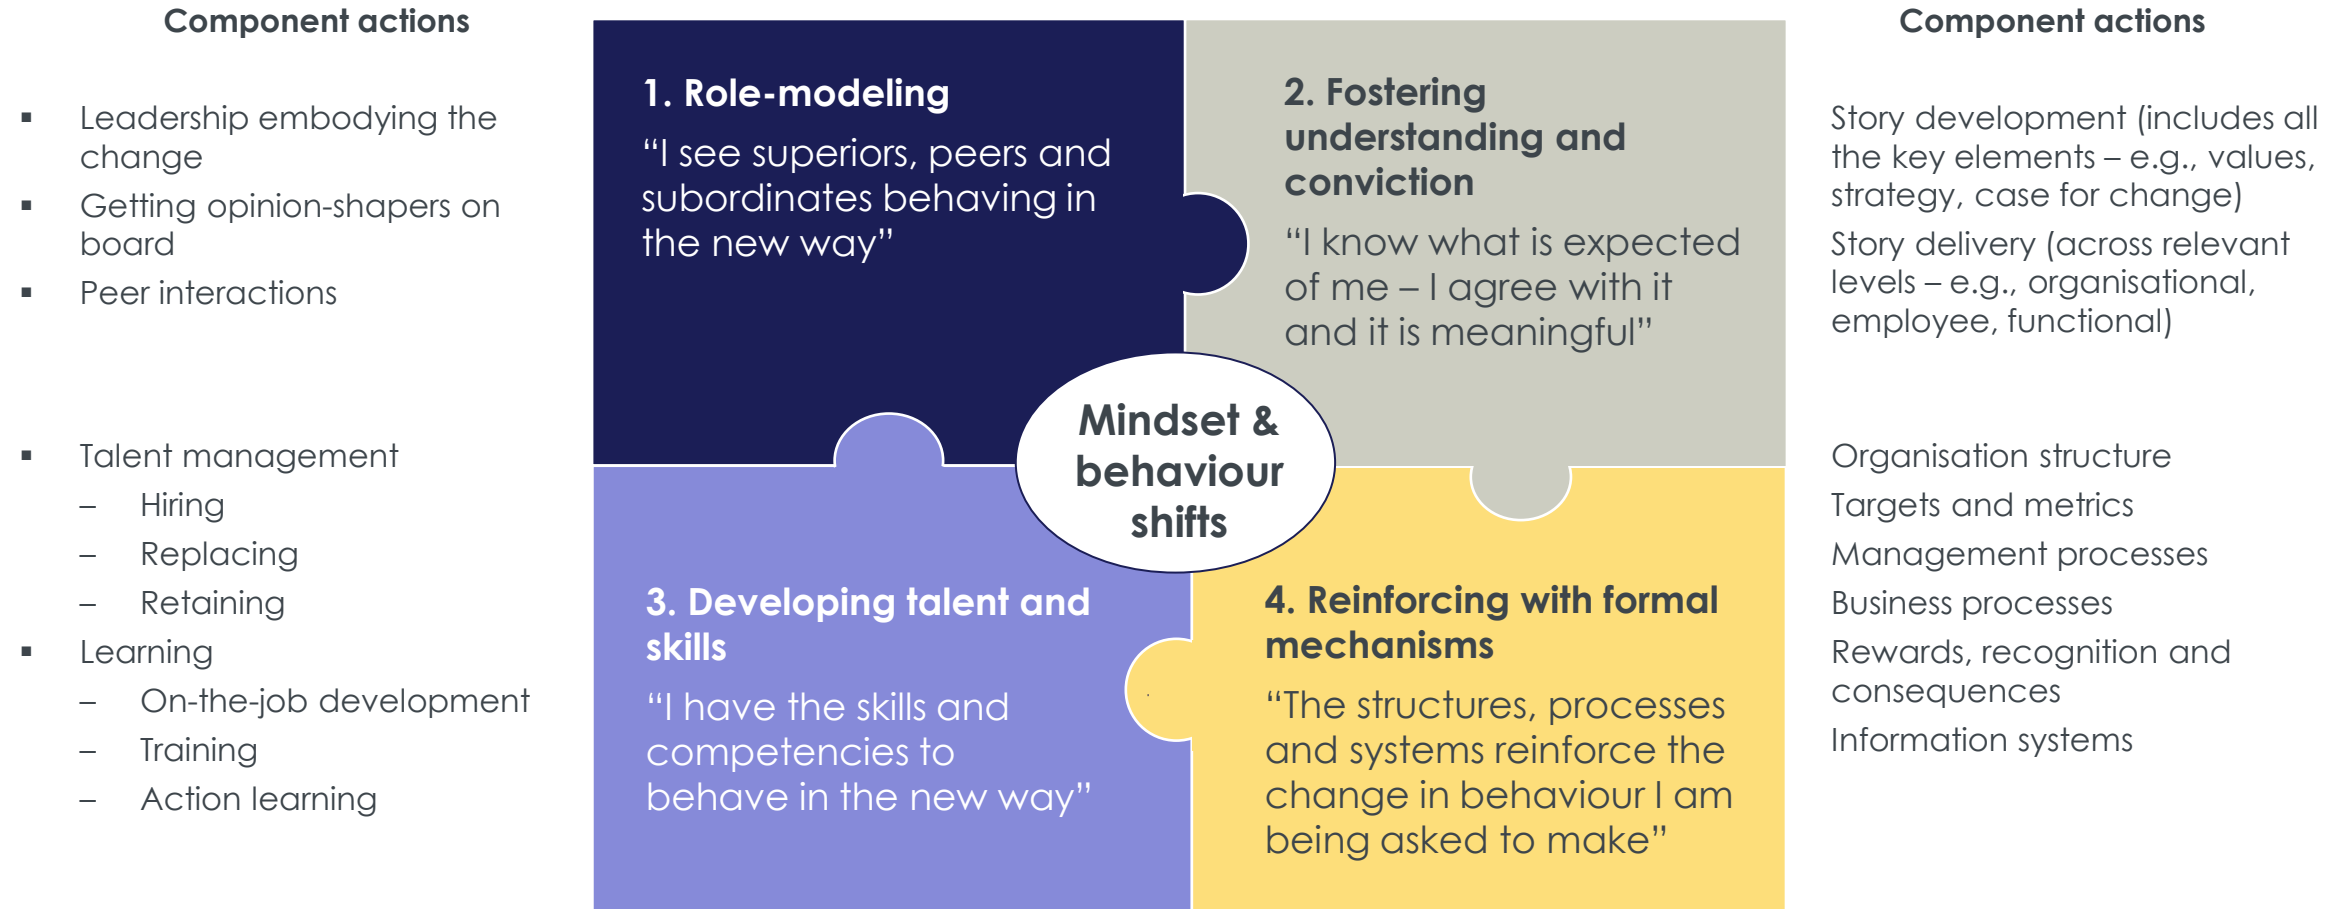 Component actions
▪ Leadership embodying the
change
▪ Getting opinion-shapers on
board
▪ Peer interactions
▪ Talent management
– Hiring
– Replacing
– Retaining
▪ Learning
– On-the-job development
– Training
– Action learning
1. Role-modeling
“I see superiors, peers and
subordinates behaving in
the new way”
2. Fostering
understanding and
conviction
“I know what is expected
of me – I agree with it
and it is meaningful”
Mindset &
behaviour
shifts
3. Developing talent and
skills
“I have the skills and
competencies to
behave in the new way”
4. Reinforcing with formal
mechanisms
“The structures, processes
and systems reinforce the
change in behaviour I am
being asked to make”
Component actions
Story development (includes all
the key elements – e.g., values,
strategy, case for change)
Story delivery (across relevant
levels – e.g., organisational,
employee, functional)
Organisation structure
Targets and metrics
Management processes
Business processes
Rewards, recognition and
consequences
Information systems